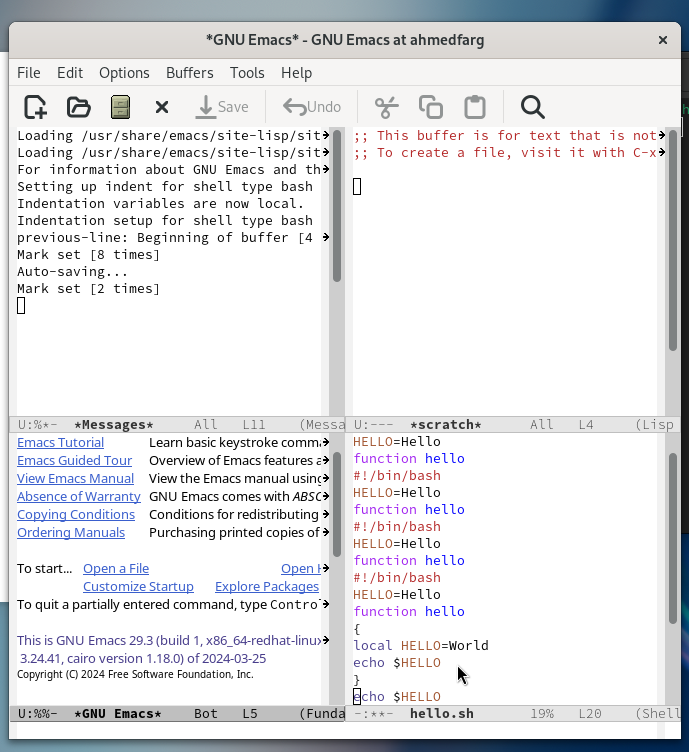 *GNU Emacs* - GNU Emacs at ahmedfarg
File Edit Options Buffers Tools Help
Save Undo
Loading /usr/share/emacs/site-lisp/sit
Loading /usr/share/emacs/site-lisp/sit
For information about GNU Emacs and th
Setting up indent for shell type bash
Indentation variables are now local.
Indentation setup for shell type bash
previous-line: Beginning of buffer [4
Mark set [8 times]
Auto-saving...
Mark set [2 times]
U:%*- *Messages* All L11 (Messa
;; This buffer is for text that is not
;; To create a file, visit it with C-x
U:--- *scratch* All L4 (Lisp
Emacs Tutorial Learn basic keystroke comma
Emacs Guided Tour Overview of Emacs features a
View Emacs Manual View the Emacs manual using
Absence of Warranty GNU Emacs comes with ABSO
Copying Conditions Conditions for redistributing
Ordering Manuals Purchasing printed copies of
To start... Open a File Open H
Customize Startup Explore Packages
To quit a partially entered command, type Control
This is GNU Emacs 29.3 (build 1, x86_64-redhat-linux
3.24.41, cairo version 1.18.0) of 2024-03-25
Copyright (C) 2024 Free Software Foundation, Inc.
U:%%- *GNU Emacs* Bot L5 (Funda
HELLO=Hello
function hello
#!/bin/bash
HELLO=Hello
function hello
#!/bin/bash
HELLO=Hello
function hello
#!/bin/bash
HELLO=Hello
function hello
{
local HELLO=World
echo $HELLO
}
echo $HELLO
-:**- hello.sh 19% L20 (Shell